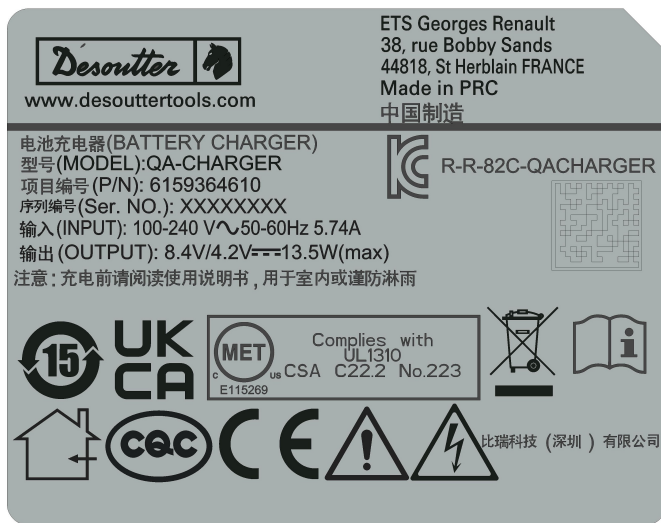 Desoutter
www.desouttertools.com
ETS Georges Renault
38, rue Bobby Sands
44818, St Herblain FRANCE
Made in PRC
中国制造
电池充电器(BATTERY CHARGER)
型号(MODEL):QA-CHARGER
项目编号(P/N): 6159364610
序列编号(Ser. NO.): XXXXXXXX
输入(INPUT): 100-240 V∿50-60Hz 5.74A
输出(OUTPUT): 8.4V/4.2V⎓13.5W(max)
注意:充电前请阅读使用说明书,用于室内或谨防淋雨
KC
R-R-82C-QACHARGER
15
UK
CA
MET
C US
E115269
Complies with
UL1310
CSA C22.2 No.223
i
CQC
CE
比瑞科技（深圳）有限公司